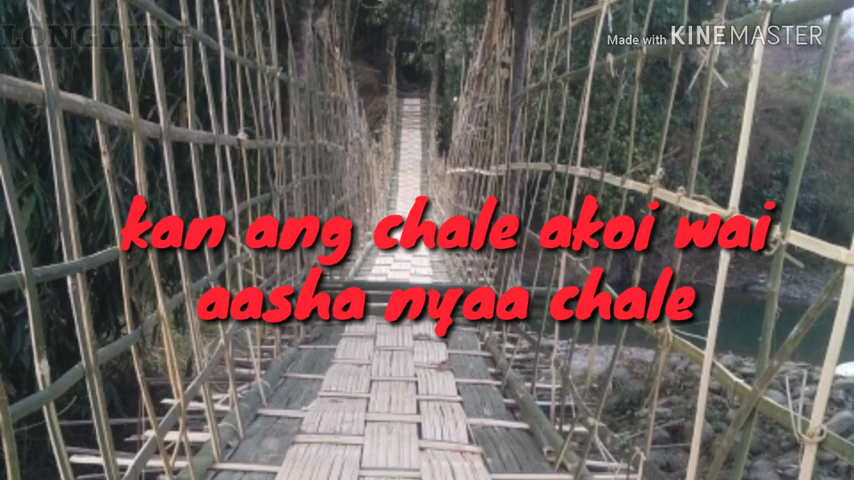 LONGDING
Made with KINEMASTER
kan ang chale akoi wai
aasha nyaa chale